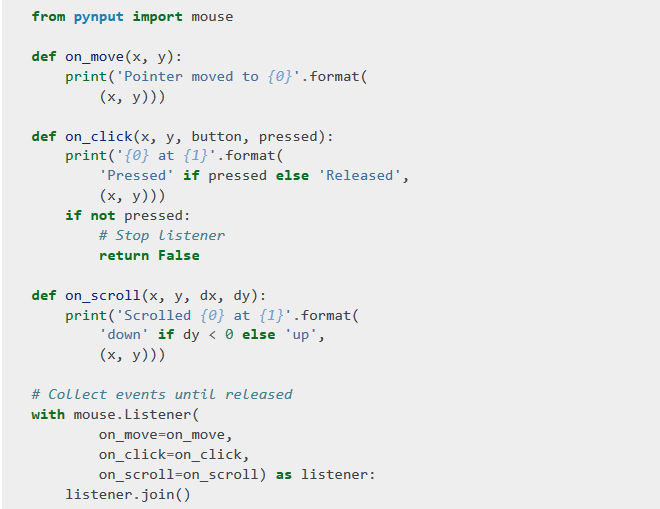 from pynput import mouse

def on_move(x, y):
    print('Pointer moved to {0}'.format(
        (x, y)))

def on_click(x, y, button, pressed):
    print('{0} at {1}'.format(
        'Pressed' if pressed else 'Released',
        (x, y)))
    if not pressed:
        # Stop listener
        return False

def on_scroll(x, y, dx, dy):
    print('Scrolled {0} at {1}'.format(
        'down' if dy < 0 else 'up',
        (x, y)))

# Collect events until released
with mouse.Listener(
        on_move=on_move,
        on_click=on_click,
        on_scroll=on_scroll) as listener:
    listener.join()